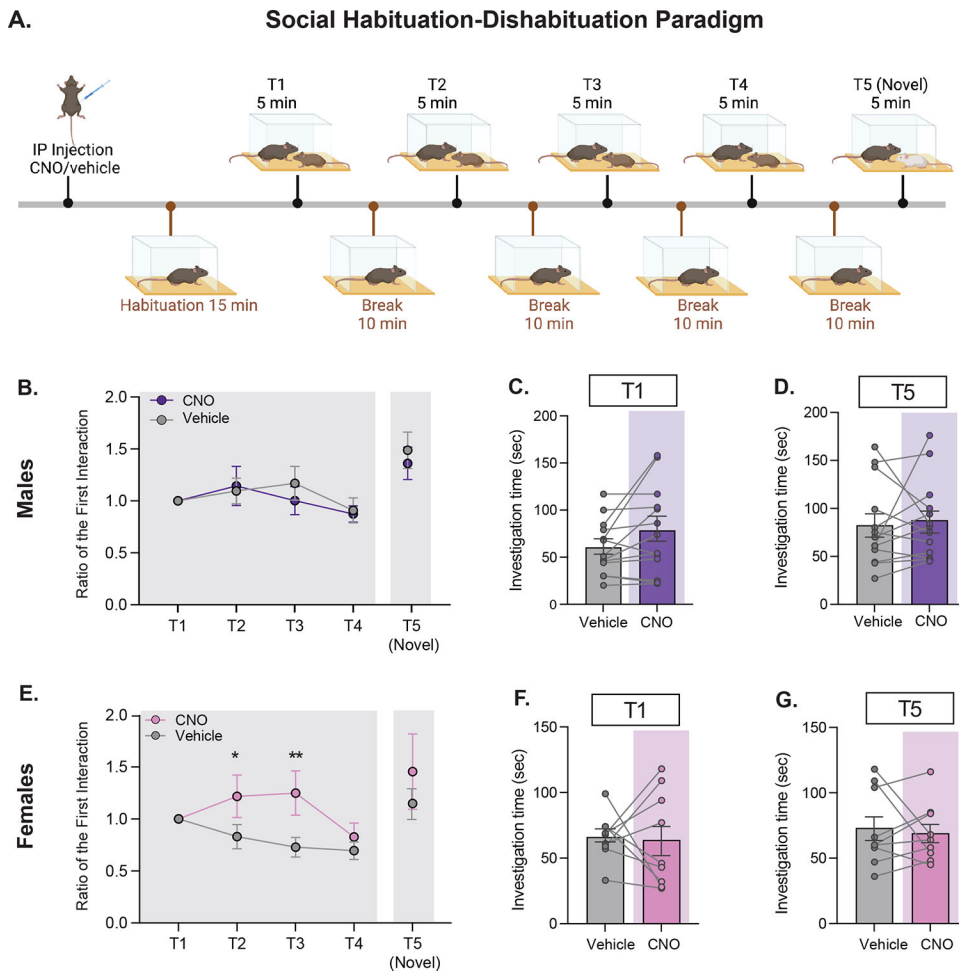 A.
Social Habituation-Dishabituation Paradigm
IP Injection
CNO/vehicle
T1
5 min
T2
5 min
T3
5 min
T4
5 min
T5 (Novel)
5 min
Habituation 15 min
Break
10 min
Break
10 min
Break
10 min
Break
10 min
Males
B.
Ratio of the First Interaction
2.0
1.5
1.0
0.5
0.0
CNO
Vehicle
T1
T2
T3
T4
T5
(Novel)
C.
T1
Investigation time (sec)
200
150
100
50
0
Vehicle
CNO
D.
T5
Investigation time (sec)
200
150
100
50
0
Vehicle
CNO
Females
E.
Ratio of the First Interaction
2.0
1.5
1.0
0.5
0.0
CNO
Vehicle
*
**
T1
T2
T3
T4
T5
(Novel)
F.
T1
Investigation time (sec)
150
100
50
0
Vehicle
CNO
G.
T5
Investigation time (sec)
150
100
50
0
Vehicle
CNO